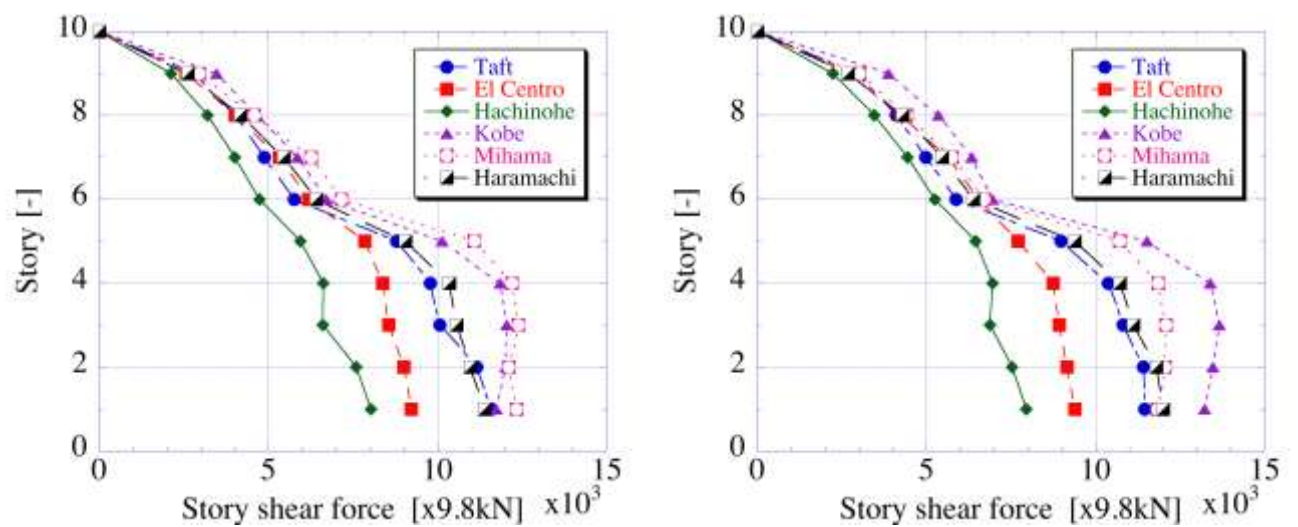 10
8
6
4
2
0
Story [-]
Taft
El Centro
Hachinohe
Kobe
Mihama
Haramachi
0
5
10
15
Story shear force [x9.8kN] x10³
10
8
6
4
2
0
Story [-]
Taft
El Centro
Hachinohe
Kobe
Mihama
Haramachi
0
5
10
15
Story shear force [x9.8kN] x10³